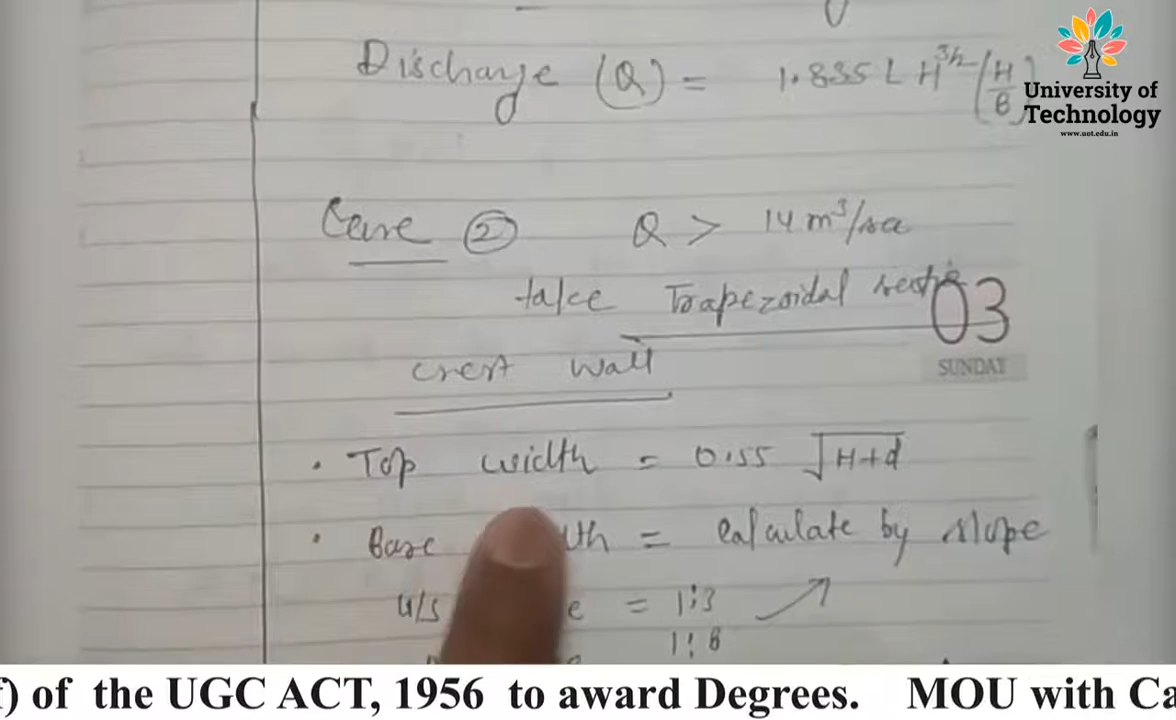 Discharge (Q) = 1.835 L H^3/2 (H/B)
University of
Technology
www.uot.edu.in
Case ② Q > 14 m³/sec
take Trapezoidal
03
SUNDAY
crest wall
• Top width = 0.55 √H+d
• Base = calculate by slope
u/s = 1:3
1:8
of the UGC ACT, 1956 to award Degrees. MOU with Ca